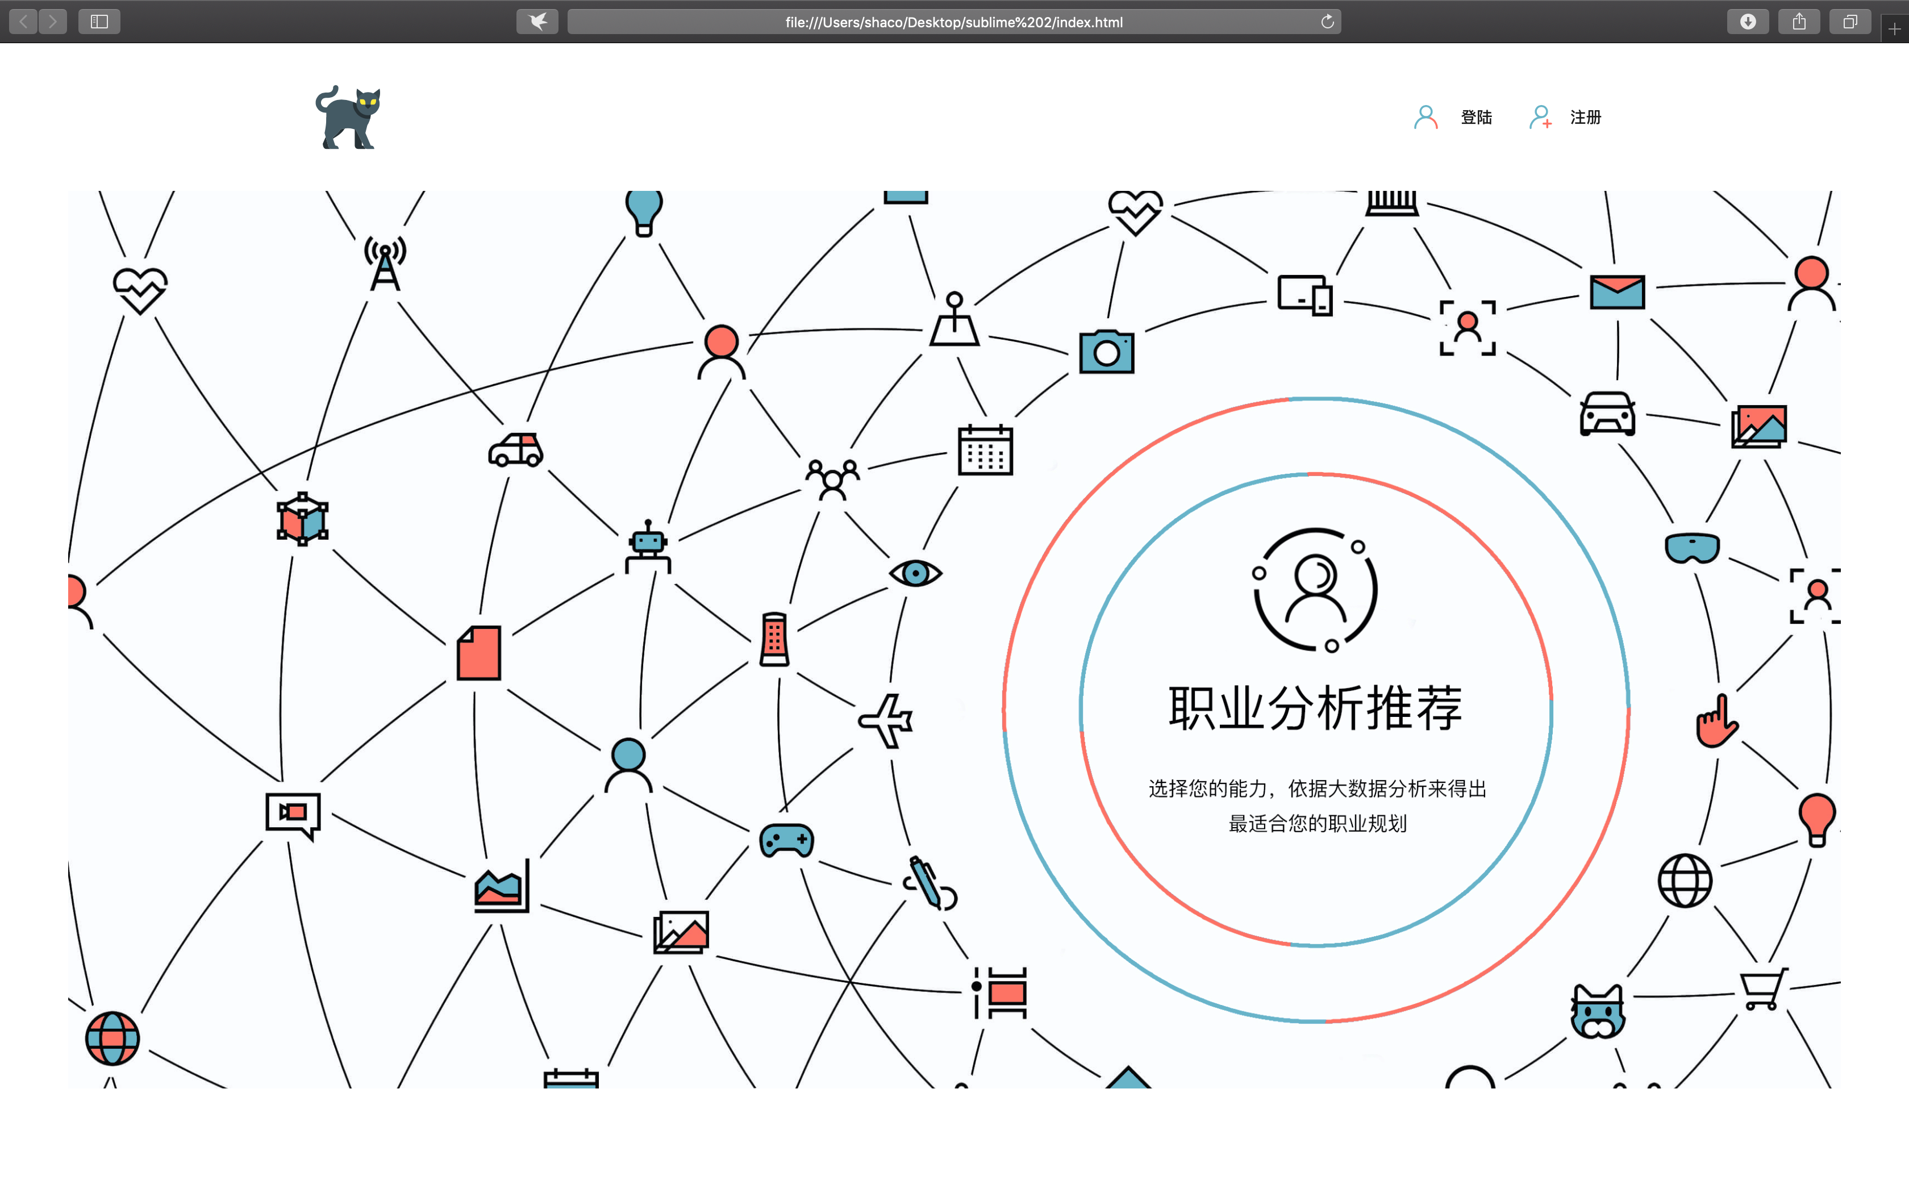 file:///Users/shaco/Desktop/sublime%202/index.html
登陆
注册
职业分析推荐
选择您的能力，依据大数据分析来得出
最适合您的职业规划